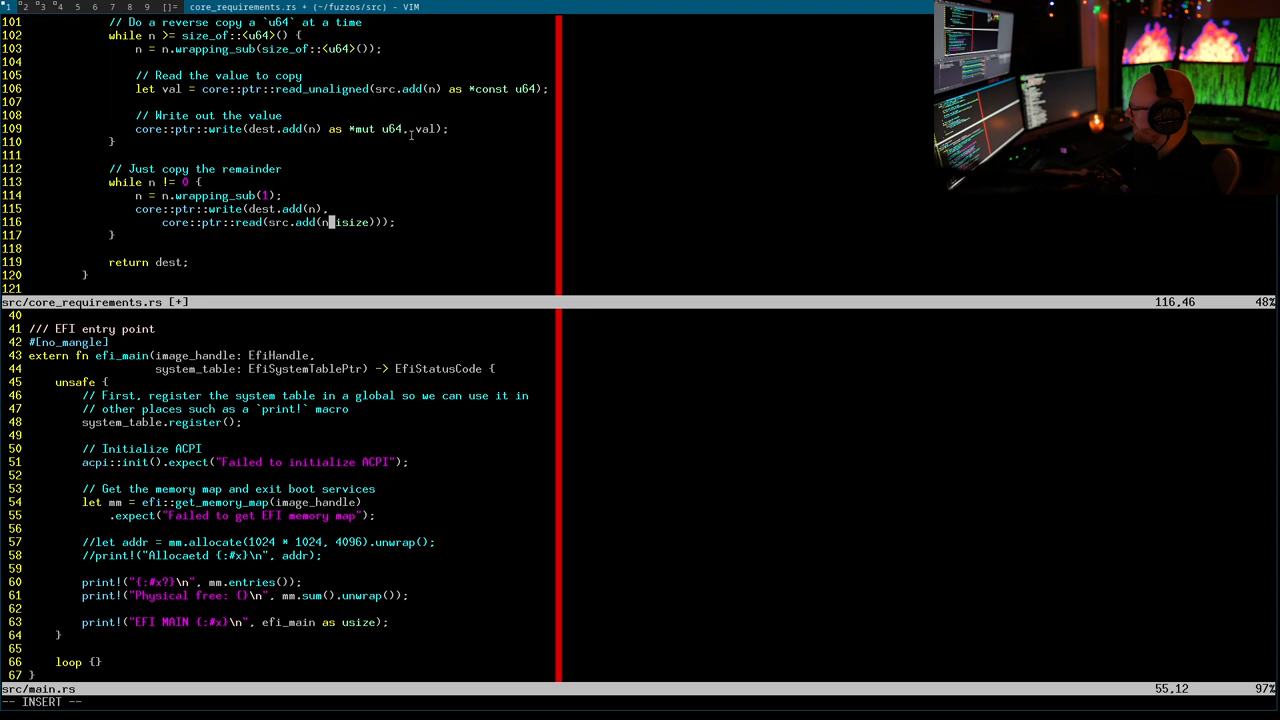 1 2 3 4 5 6 7 8 9 []= core_requirements.rs + (~/fuzzos/src) - VIM
101 // Do a reverse copy a `u64` at a time
102 while n >= size_of::<u64>() {
103 n = n.wrapping_sub(size_of::<u64>());
104
105 // Read the value to copy
106 let val = core::ptr::read_unaligned(src.add(n) as *const u64);
107
108 // Write out the value
109 core::ptr::write(dest.add(n) as *mut u64, val);
110 }
111
112 // Just copy the remainder
113 while n != 0 {
114 n = n.wrapping_sub(1);
115 core::ptr::write(dest.add(n),
116 core::ptr::read(src.add(n isize)));
117 }
118
119 return dest;
120 }
121
src/core_requirements.rs [+] 116,46 48%
40
41 /// EFI entry point
42 #[no_mangle]
43 extern fn efi_main(image_handle: EfiHandle,
44 system_table: EfiSystemTablePtr) -> EfiStatusCode {
45 unsafe {
46 // First, register the system table in a global so we can use it in
47 // other places such as a `print!` macro
48 system_table.register();
49
50 // Initialize ACPI
51 acpi::init().expect("Failed to initialize ACPI");
52
53 // Get the memory map and exit boot services
54 let mm = efi::get_memory_map(image_handle)
55 .expect("Failed to get EFI memory map");
56
57 //let addr = mm.allocate(1024 * 1024, 4096).unwrap();
58 //print!("Allocaetd {:#x}\n", addr);
59
60 print!("{:#x?}\n", mm.entries());
61 print!("Physical free: {}\n", mm.sum().unwrap());
62
63 print!("EFI MAIN {:#x}\n", efi_main as usize);
64 }
65
66 loop {}
67 }
src/main.rs 55,12 97%
-- INSERT --